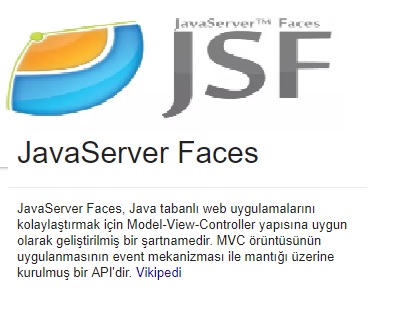 JavaServer™ Faces
JSF
JavaServer Faces
JavaServer Faces, Java tabanlı web uygulamalarını
kolaylaştırmak için Model-View-Controller yapısına uygun
olarak geliştirilmiş bir şartnamedir. MVC örüntüsünün
uygulanmasının event mekanizması ile mantığı üzerine
kurulmuş bir API'dir. Vikipedi